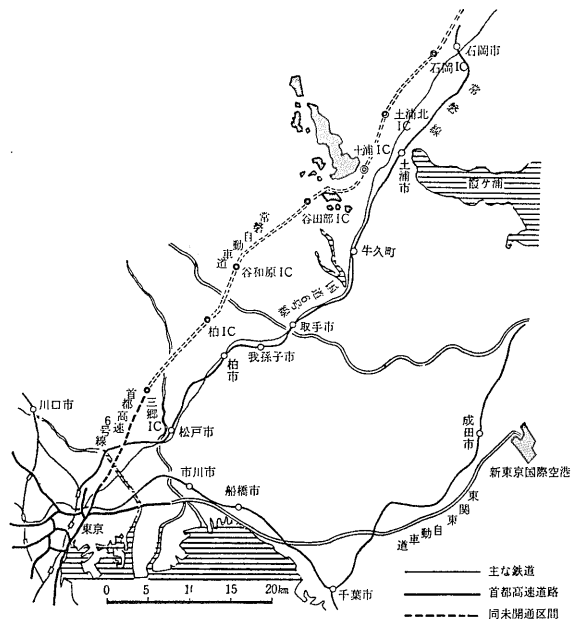 石岡市
石岡IC
常磐線
土浦北
IC
土浦IC
土浦市
霞ケ浦
谷田部IC
常磐自動車道
牛久町
谷和原IC
国道6号線
取手市
柏IC
我孫子市
柏市
首都高速
6号線
三郷
IC
川口市
松戸市
成田市
新東京国際空港
市川市
船橋市
東関東自動車道
東京
千葉市
0 5 10 15 20km
主な鉄道
首都高速道路
同未開通区間